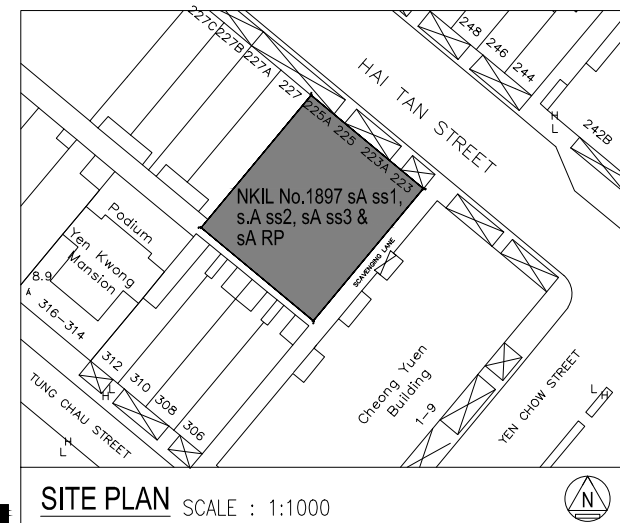 227C
227B
227A
227
225A
225
223A
223
HAI TAN STREET
248
246
244
H
L
242B
NKIL No.1897 sA ss1,
s.A ss2, sA ss3 &
sA RP
SCAVENGING LANE
Podium
Yen Kwong
Mansion
8.9
316-314
312
310
308
306
H
L
TUNG CHAU STREET
H
L
Cheong Yuen
Building
1-9
YEN CHOW STREET
L
H
SITE PLAN SCALE : 1:1000
N